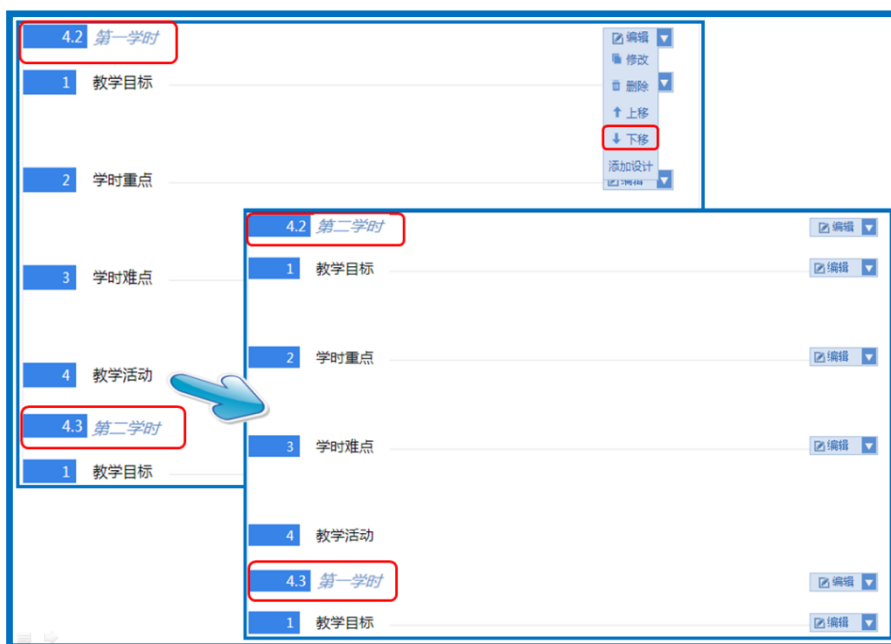 4.2 第一学时 编辑
修改
1 教学目标
删除
上移
下移
添加设计
2 学时重点 编辑
3 学时难点
4 教学活动
4.3 第二学时
1 教学目标
4.2 第二学时 编辑
1 教学目标 编辑
2 学时重点 编辑
3 学时难点 编辑
4 教学活动
4.3 第一学时 编辑
1 教学目标 编辑